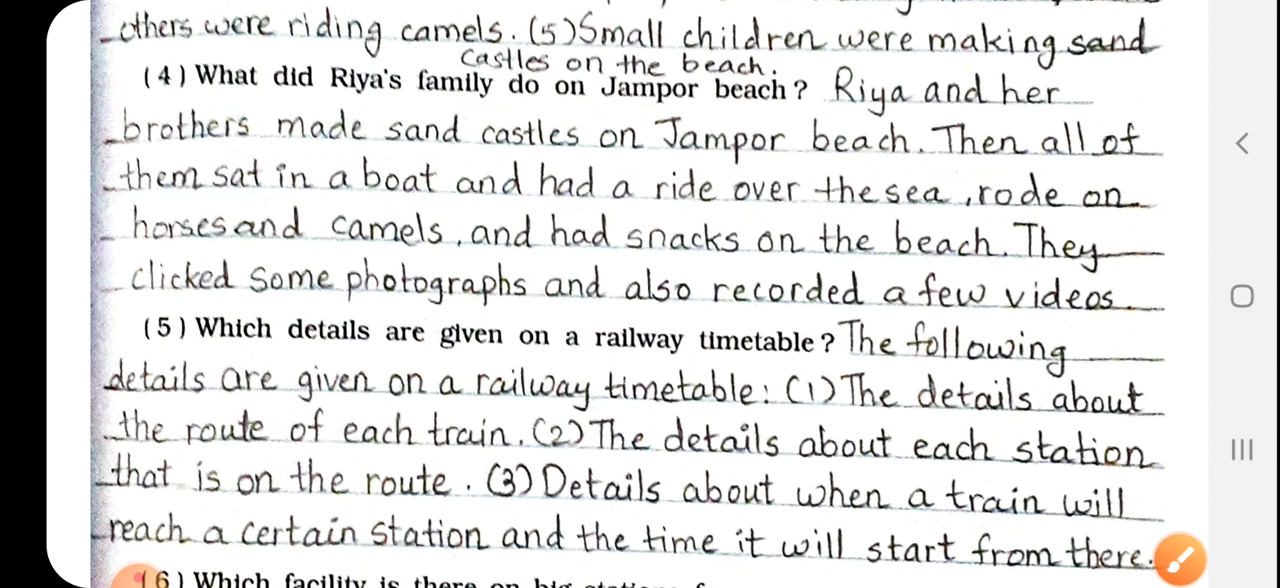 others were riding camels. (5) Small children were making sand
castles on the beach.
(4) What did Riya's family do on Jampor beach? Riya and her
brothers made sand castles on Jampor beach. Then all of
them sat in a boat and had a ride over the sea, rode on
horses and camels, and had snacks on the beach. They
clicked some photographs and also recorded a few videos.
(5) Which details are given on a railway timetable? The following
details are given on a railway timetable: (1) The details about
the route of each train. (2) The details about each station
that is on the route. (3) Details about when a train will
reach a certain station and the time it will start from there.
(6) Which facility is there on big stations